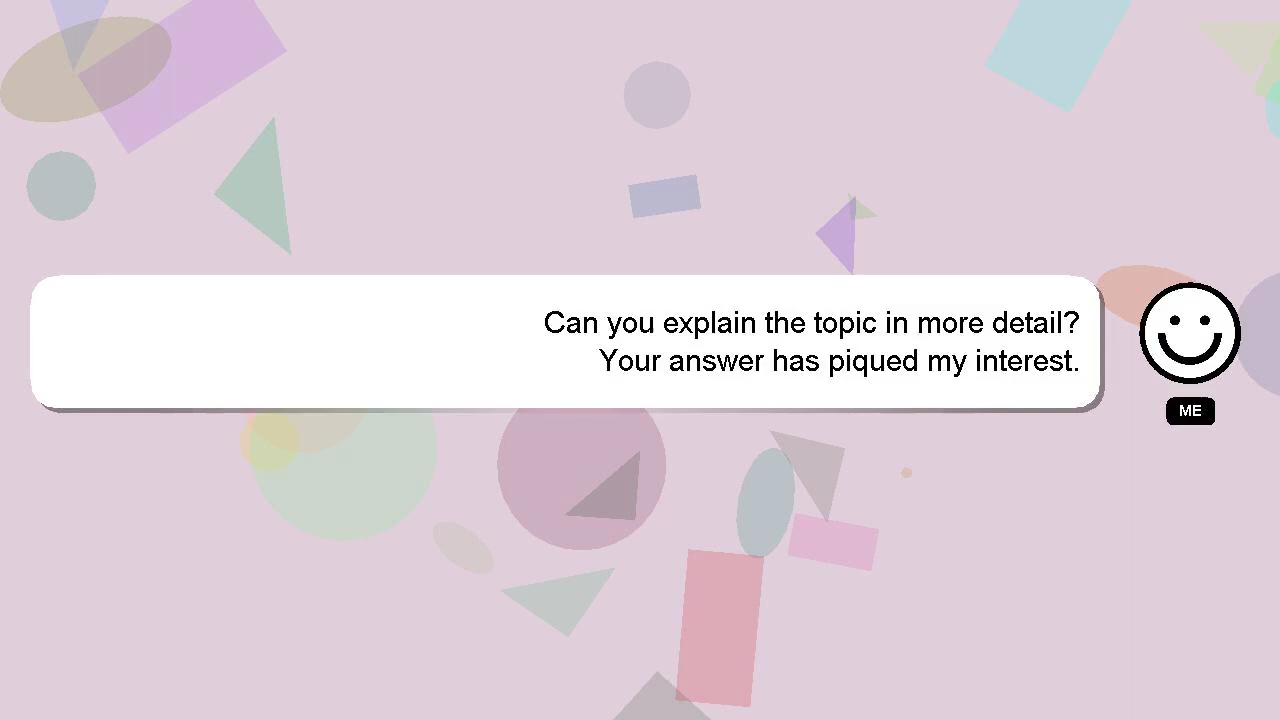 Can you explain the topic in more detail?
Your answer has piqued my interest.
ME